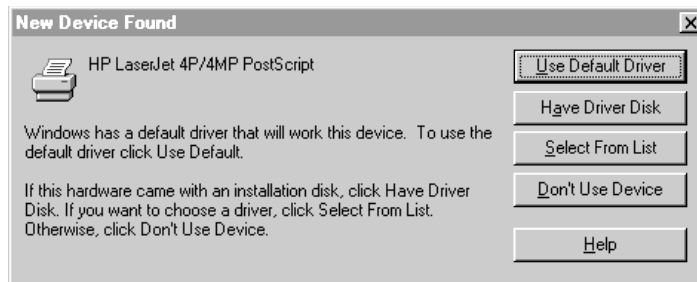 New Device Found
HP LaserJet 4P/4MP PostScript
Windows has a default driver that will work this device. To use the
default driver click Use Default.
If this hardware came with an installation disk, click Have Driver
Disk. If you want to choose a driver, click Select From List.
Otherwise, click Don't Use Device.
Use Default Driver
Have Driver Disk
Select From List
Don't Use Device
Help